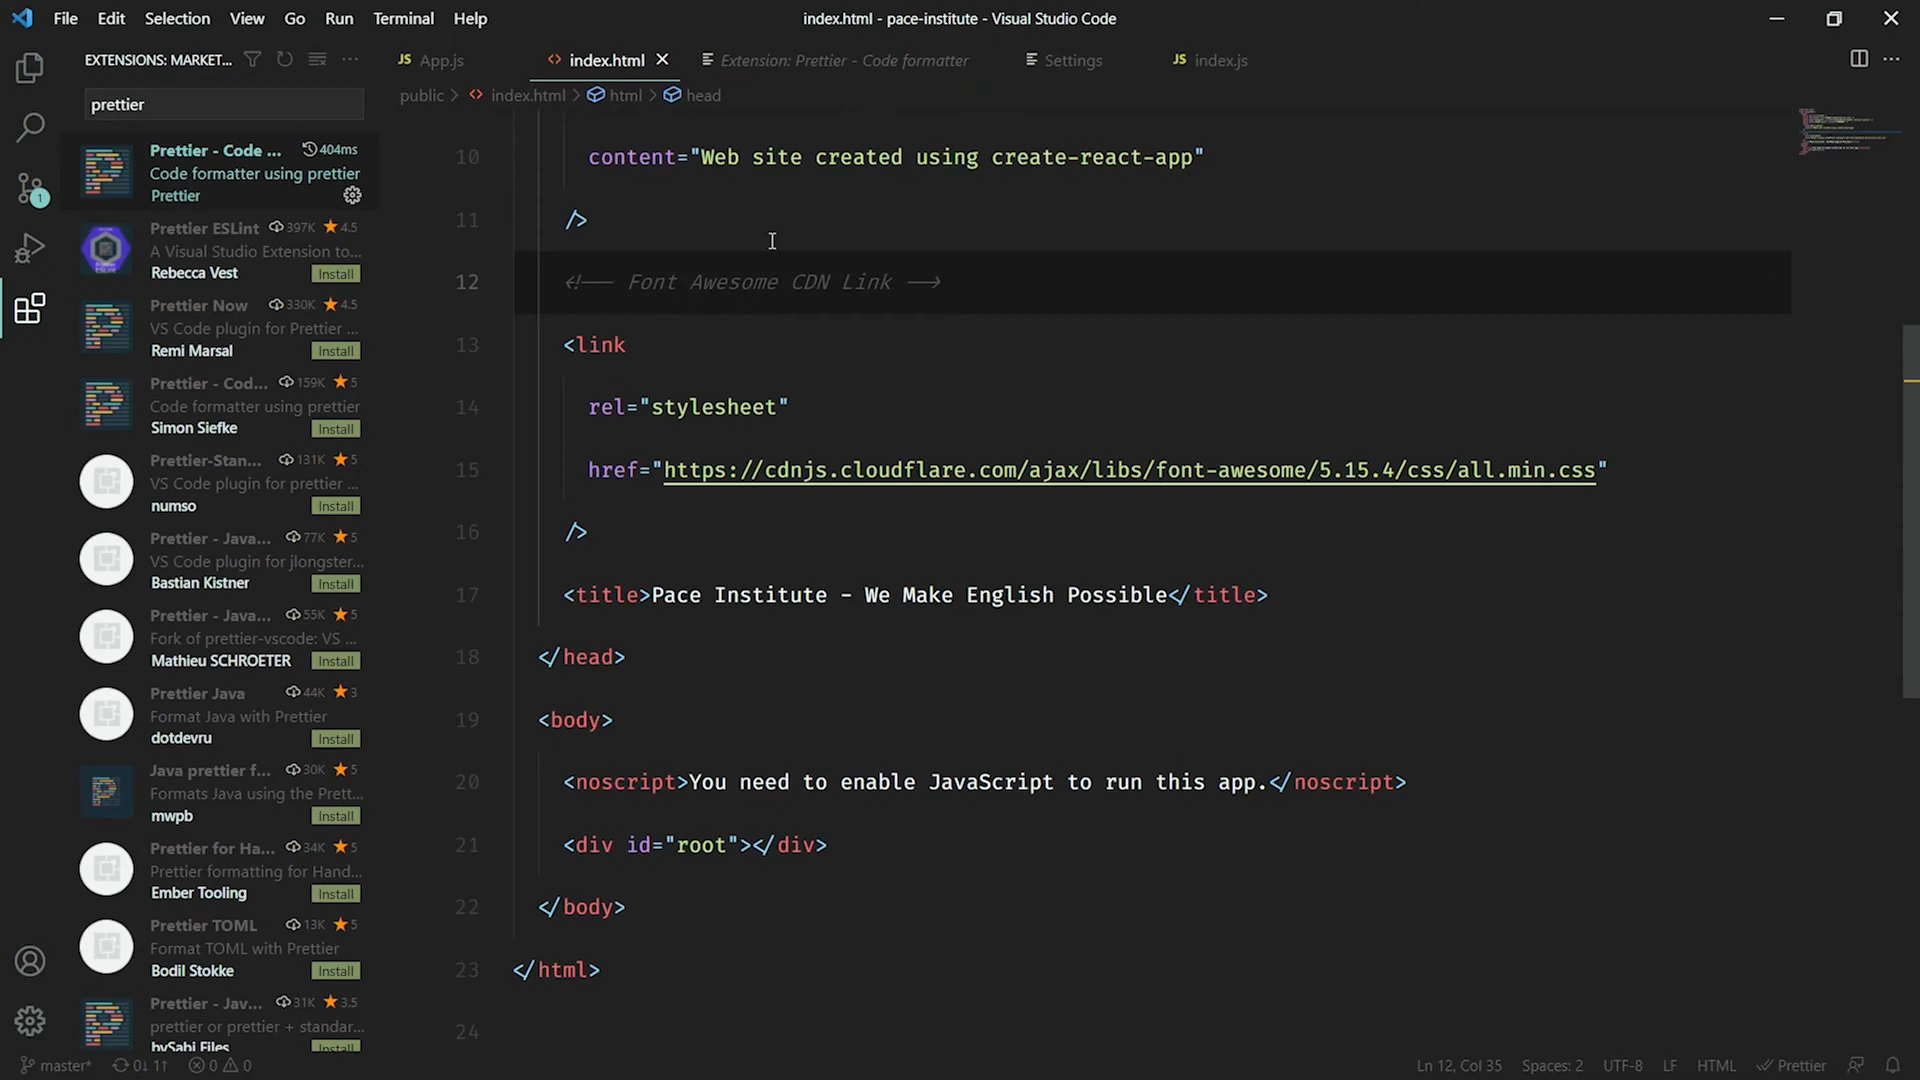 File Edit Selection View Go Run Terminal Help
index.html - pace-institute - Visual Studio Code
EXTENSIONS: MARKET...
prettier
Prettier - Code ... 404ms
Code formatter using prettier
Prettier
Prettier ESLint 397K ★ 4.5
A Visual Studio Extension to...
Rebecca Vest Install
Prettier Now 330K ★ 4.5
VS Code plugin for Prettier ...
Remi Marsal Install
Prettier - Cod... 159K ★ 5
Code formatter using prettier
Simon Siefke Install
Prettier-Stan... 131K ★ 5
VS Code plugin for prettier ...
numso Install
Prettier - Java... 77K ★ 5
VS Code plugin for jlongster...
Bastian Kistner Install
Prettier - Java... 55K ★ 5
Fork of prettier-vscode: VS ...
Mathieu SCHROETER Install
Prettier Java 44K ★ 3
Format Java with Prettier
dotdevru Install
Java prettier f... 30K ★ 5
Formats Java using the Prett...
mwpb Install
Prettier for Ha... 34K ★ 5
Prettier formatting for Hand...
Ember Tooling Install
Prettier TOML 13K ★ 5
Format TOML with Prettier
Bodil Stokke Install
Prettier - Jav... 31K ★ 3.5
prettier or prettier + standar...
bySabi Files Install
1
JS App.js
<> index.html
Extension: Prettier - Code formatter
Settings
JS index.js
public > <> index.html > html > head
10 content="Web site created using create-react-app"
11 />
12 <!-- Font Awesome CDN Link -->
13 <link
14 rel="stylesheet"
15 href="https://cdnjs.cloudflare.com/ajax/libs/font-awesome/5.15.4/css/all.min.css"
16 />
17 <title>Pace Institute - We Make English Possible</title>
18 </head>
19 <body>
20 <noscript>You need to enable JavaScript to run this app.</noscript>
21 <div id="root"></div>
22 </body>
23 </html>
24
master* 0↓ 1↑ 0 0
Ln 12, Col 35 Spaces: 2 UTF-8 LF HTML Prettier